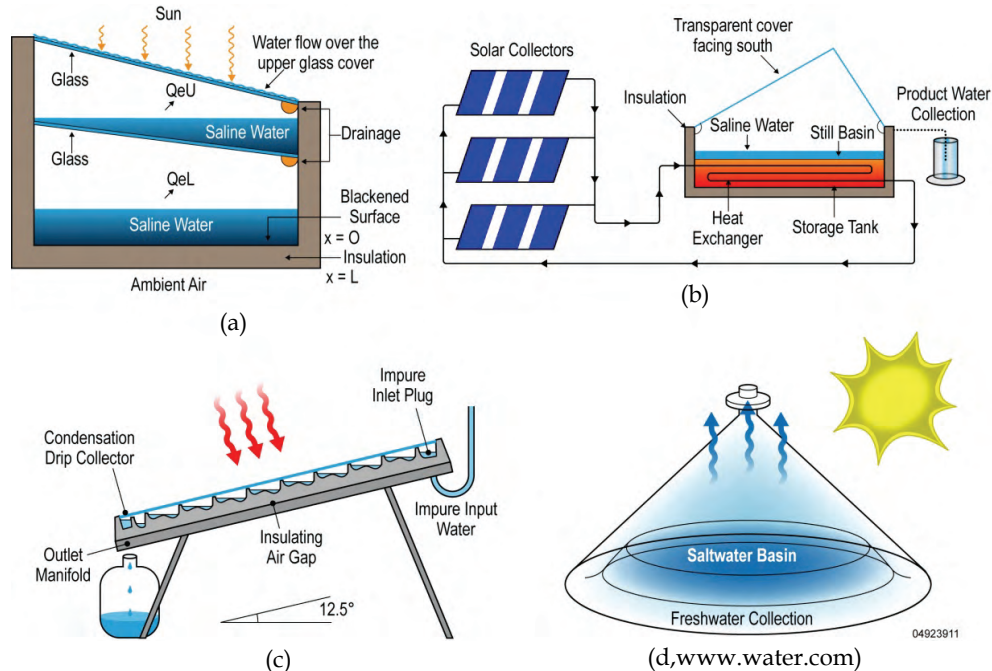 Sun
Water flow over the
upper glass cover
Glass
QeU
Saline Water
Drainage
Glass
QeL
Blackened
Surface
Saline Water
x = O
Insulation
x = L
Ambient Air
(a)
Solar Collectors
Transparent cover
facing south
Insulation
Product Water
Collection
Saline Water
Still Basin
Heat
Exchanger
Storage Tank
(b)
Impure
Inlet Plug
Condensation
Drip Collector
Impure Input
Water
Insulating
Air Gap
Outlet
Manifold
12.5°
(c)
Saltwater Basin
Freshwater Collection
04923911
(d,www.water.com)